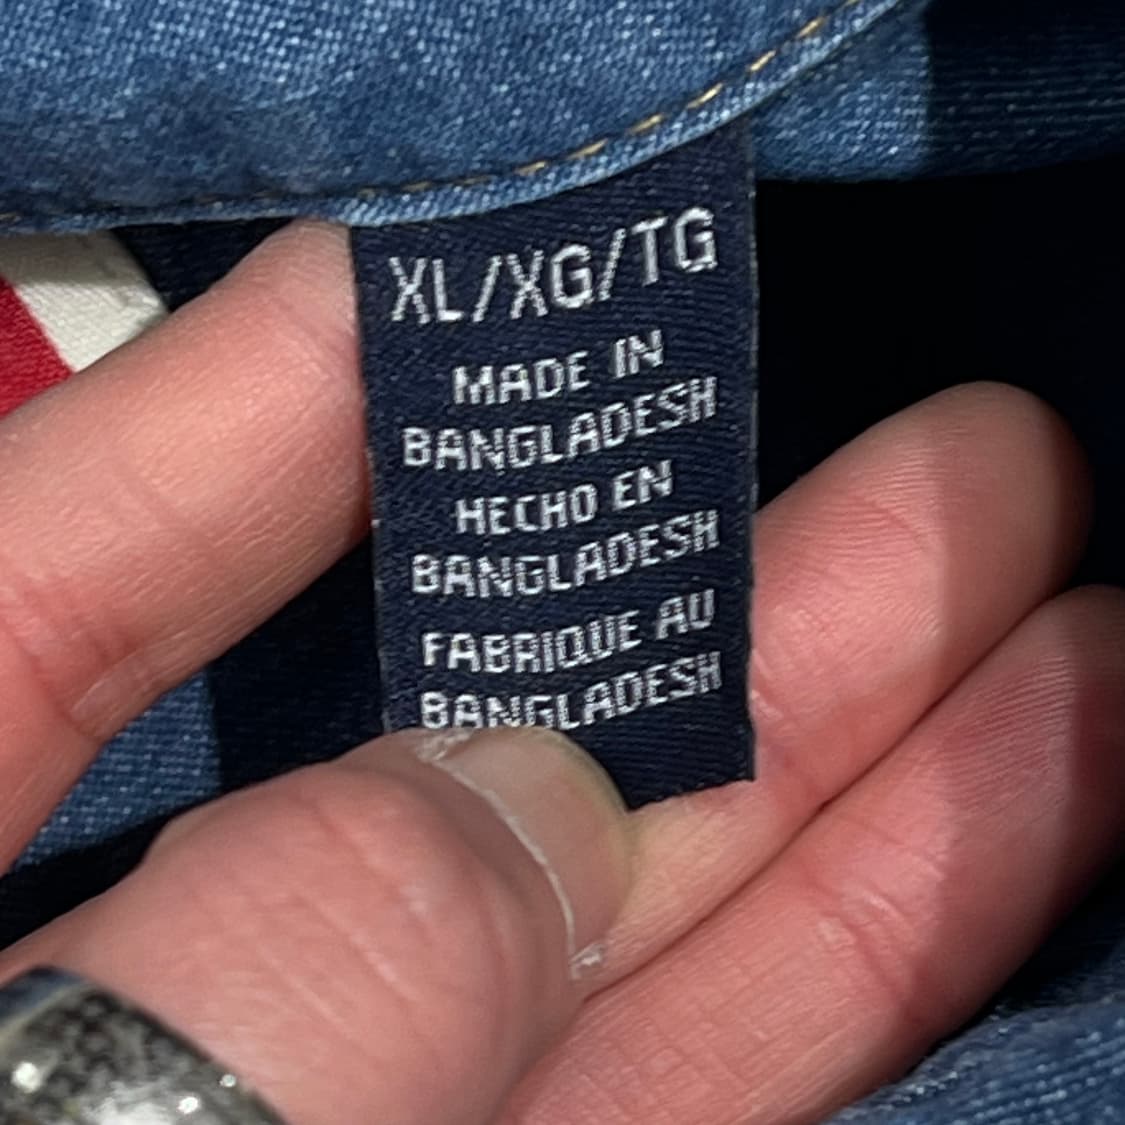 XL/XG/TG
MADE IN
BANGLADESH
HECHO EN
BANGLADESH
FABRIQUE AU
BANGLADESH